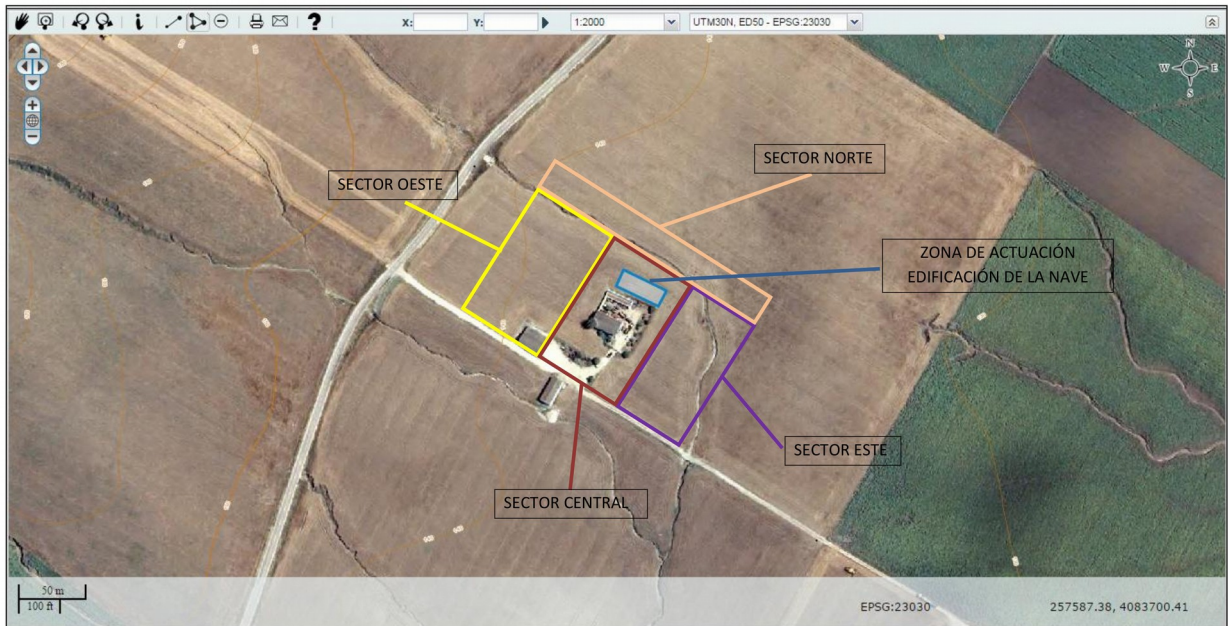 X:
Y:
1:2000
UTM30N, ED50 - EPSG:23030
N
W
E
S
SECTOR NORTE
SECTOR OESTE
ZONA DE ACTUACIÓN
EDIFICACIÓN DE LA NAVE
SECTOR ESTE
SECTOR CENTRAL
50 m
100 ft
EPSG:23030
257587.38, 4083700.41